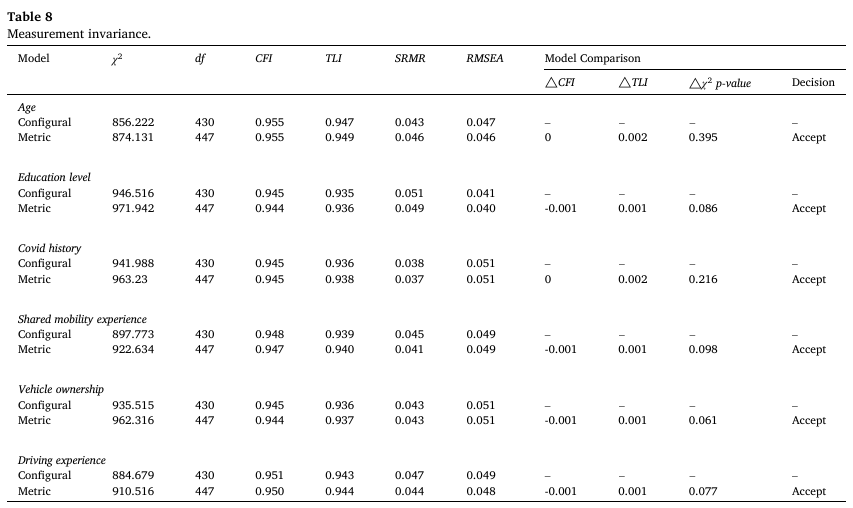 Table 8
Measurement invariance.
Model χ² df CFI TLI SRMR RMSEA Model Comparison
△CFI △TLI △χ² p-value Decision
Age
Configural 856.222 430 0.955 0.947 0.043 0.047 – – – –
Metric 874.131 447 0.955 0.949 0.046 0.046 0 0.002 0.395 Accept
Education level
Configural 946.516 430 0.945 0.935 0.051 0.041 – – – –
Metric 971.942 447 0.944 0.936 0.049 0.040 -0.001 0.001 0.086 Accept
Covid history
Configural 941.988 430 0.945 0.936 0.038 0.051 – – – –
Metric 963.23 447 0.945 0.938 0.037 0.051 0 0.002 0.216 Accept
Shared mobility experience
Configural 897.773 430 0.948 0.939 0.045 0.049 – – – –
Metric 922.634 447 0.947 0.940 0.041 0.049 -0.001 0.001 0.098 Accept
Vehicle ownership
Configural 935.515 430 0.945 0.936 0.043 0.051 – – – –
Metric 962.316 447 0.944 0.937 0.043 0.051 -0.001 0.001 0.061 Accept
Driving experience
Configural 884.679 430 0.951 0.943 0.047 0.049 – – – –
Metric 910.516 447 0.950 0.944 0.044 0.048 -0.001 0.001 0.077 Accept